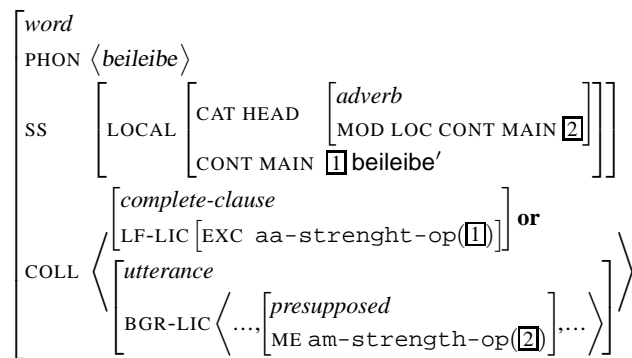 word
PHON ⟨beileibe⟩
SS [LOCAL [CAT HEAD [adverb
MOD LOC CONT MAIN [2]]
CONT MAIN [1] beileibe′]]
COLL ⟨[complete-clause
LF-LIC [EXC aa-strenght-op([1])]] or
[utterance
BGR-LIC ⟨…, [presupposed
ME am-strength-op([2])],…⟩]⟩